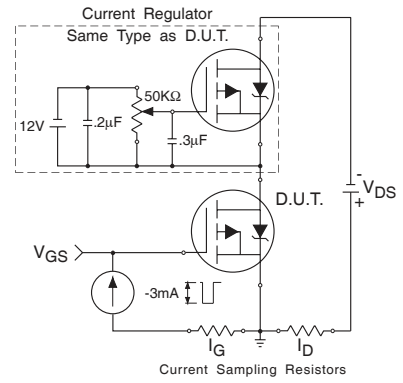 Current Regulator
Same Type as D.U.T.
50KΩ
12V
.2μF
.3μF
D.U.T.
-
VDS
+
VGS
-3mA
IG
ID
Current Sampling Resistors